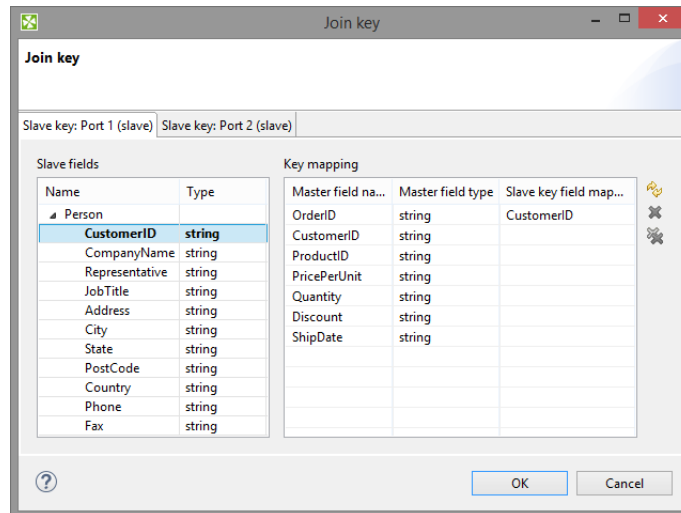 Join key
Join key
Slave key: Port 1 (slave) Slave key: Port 2 (slave)
Slave fields
Name Type
Person
CustomerID string
CompanyName string
Representative string
JobTitle string
Address string
City string
State string
PostCode string
Country string
Phone string
Fax string
Key mapping
Master field na... Master field type Slave key field map...
OrderID string CustomerID
CustomerID string
ProductID string
PricePerUnit string
Quantity string
Discount string
ShipDate string
? OK Cancel